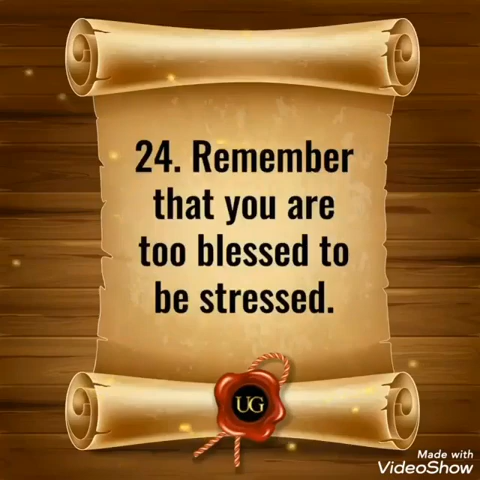 24. Remember
that you are
too blessed to
be stressed.
UG
Made with
VideoShow